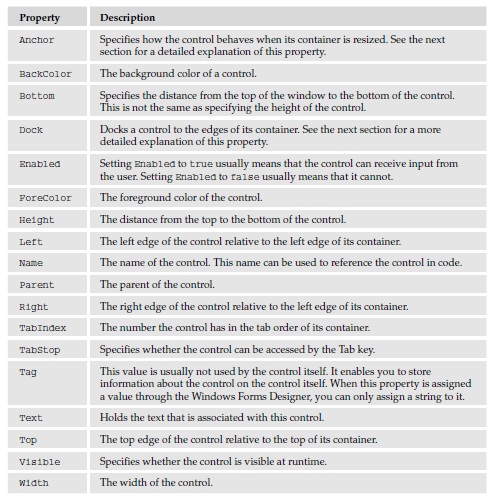 Property Description
Anchor Specifies how the control behaves when its container is resized. See the next
section for a detailed explanation of this property.
BackColor The background color of a control.
Bottom Specifies the distance from the top of the window to the bottom of the control.
This is not the same as specifying the height of the control.
Dock Docks a control to the edges of its container. See the next section for a more
detailed explanation of this property.
Enabled Setting Enabled to true usually means that the control can receive input from
the user. Setting Enabled to false usually means that it cannot.
ForeColor The foreground color of the control.
Height The distance from the top to the bottom of the control.
Left The left edge of the control relative to the left edge of its container.
Name The name of the control. This name can be used to reference the control in code.
Parent The parent of the control.
Right The right edge of the control relative to the left edge of its container.
TabIndex The number the control has in the tab order of its container.
TabStop Specifies whether the control can be accessed by the Tab key.
Tag This value is usually not used by the control itself. It enables you to store
information about the control on the control itself. When this property is assigned
a value through the Windows Forms Designer, you can only assign a string to it.
Text Holds the text that is associated with this control.
Top The top edge of the control relative to the top of its container.
Visible Specifies whether the control is visible at runtime.
Width The width of the control.